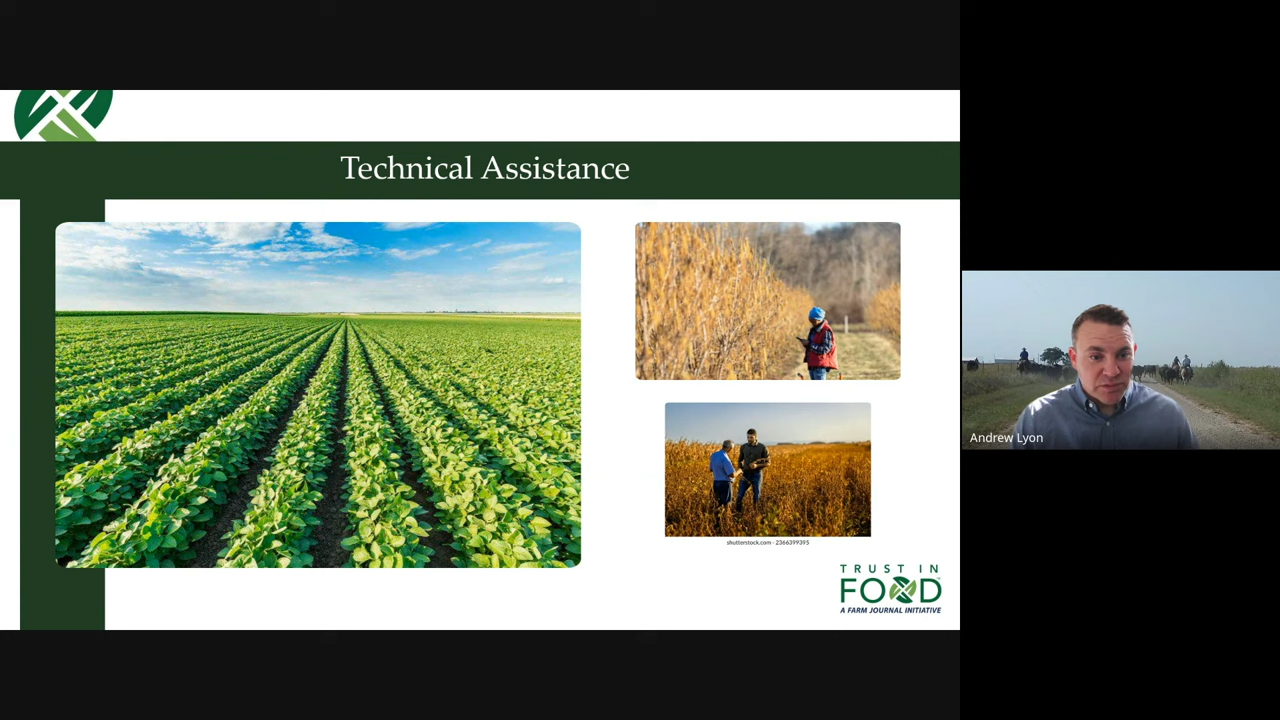 Technical Assistance
shutterstock.com · 2366399395
TRUST IN
FOOD
A FARM JOURNAL INITIATIVE
Andrew Lyon